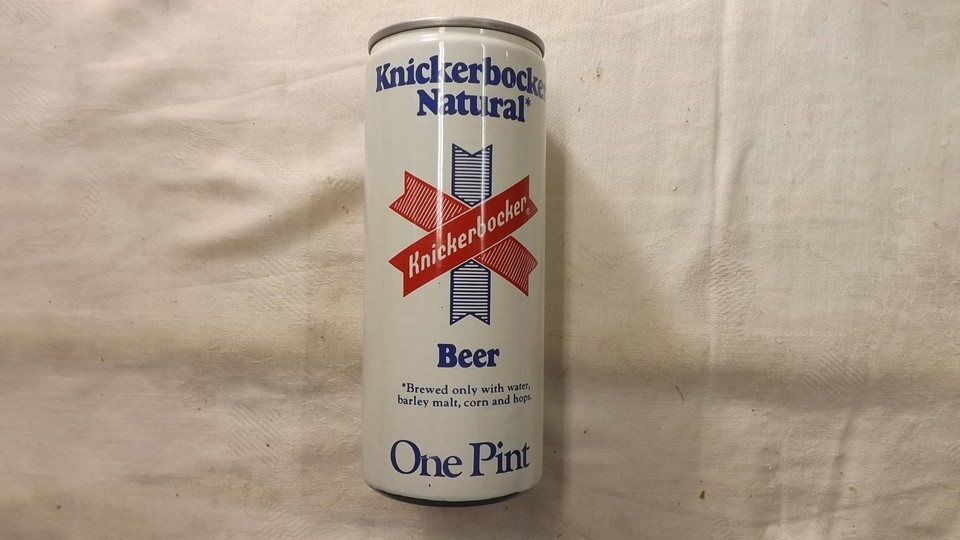 Knickerbocker
Natural*
Knickerbocker®
Beer
*Brewed only with water,
barley malt, corn and hops.
One Pint